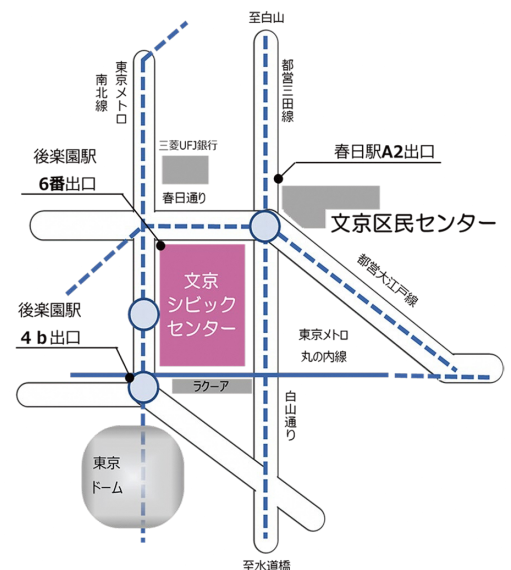 至白山
東京メトロ
南北線
都営三田線
三菱UFJ銀行
春日駅A2出口
後楽園駅
6番出口
春日通り
文京区民センター
文京
シビック
センター
都営大江戸線
後楽園駅
4b出口
東京メトロ
丸の内線
ラクーア
白山通り
東京
ドーム
至水道橋